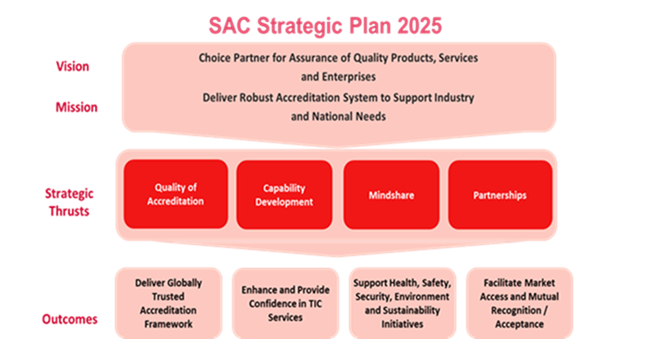 SAC Strategic Plan 2025
Vision
Choice Partner for Assurance of Quality Products, Services
and Enterprises
Mission
Deliver Robust Accreditation System to Support Industry
and National Needs
Strategic
Thrusts
Quality of
Accreditation
Capability
Development
Mindshare
Partnerships
Outcomes
Deliver Globally
Trusted
Accreditation
Framework
Enhance and Provide
Confidence in TIC
Services
Support Health, Safety,
Security, Environment
and Sustainability
Initiatives
Facilitate Market
Access and Mutual
Recognition /
Acceptance